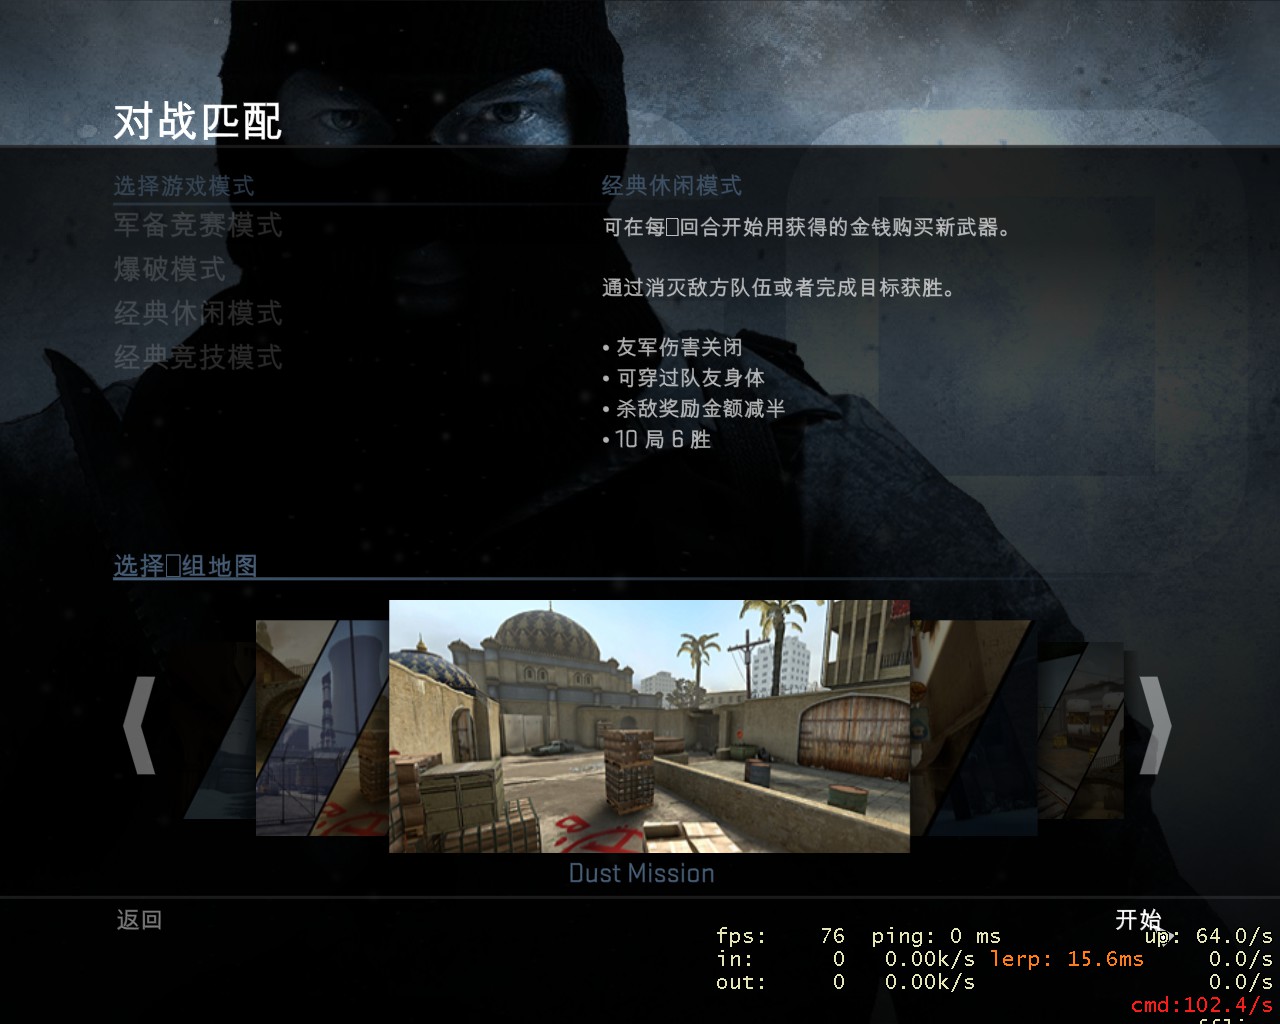 对战匹配
选择游戏模式
军备竞赛模式
爆破模式
经典休闲模式
经典竞技模式
经典休闲模式
可在每□回合开始用获得的金钱购买新武器。
通过消灭敌方队伍或者完成目标获胜。
• 友军伤害关闭
• 可穿过队友身体
• 杀敌奖励金额减半
• 10 局 6 胜
选择□组地图
Dust Mission
返回
开始
fps: 76 ping: 0 ms up: 64.0/s
in: 0 0.00k/s lerp: 15.6ms 0.0/s
out: 0 0.00k/s 0.0/s
cmd:102.4/s